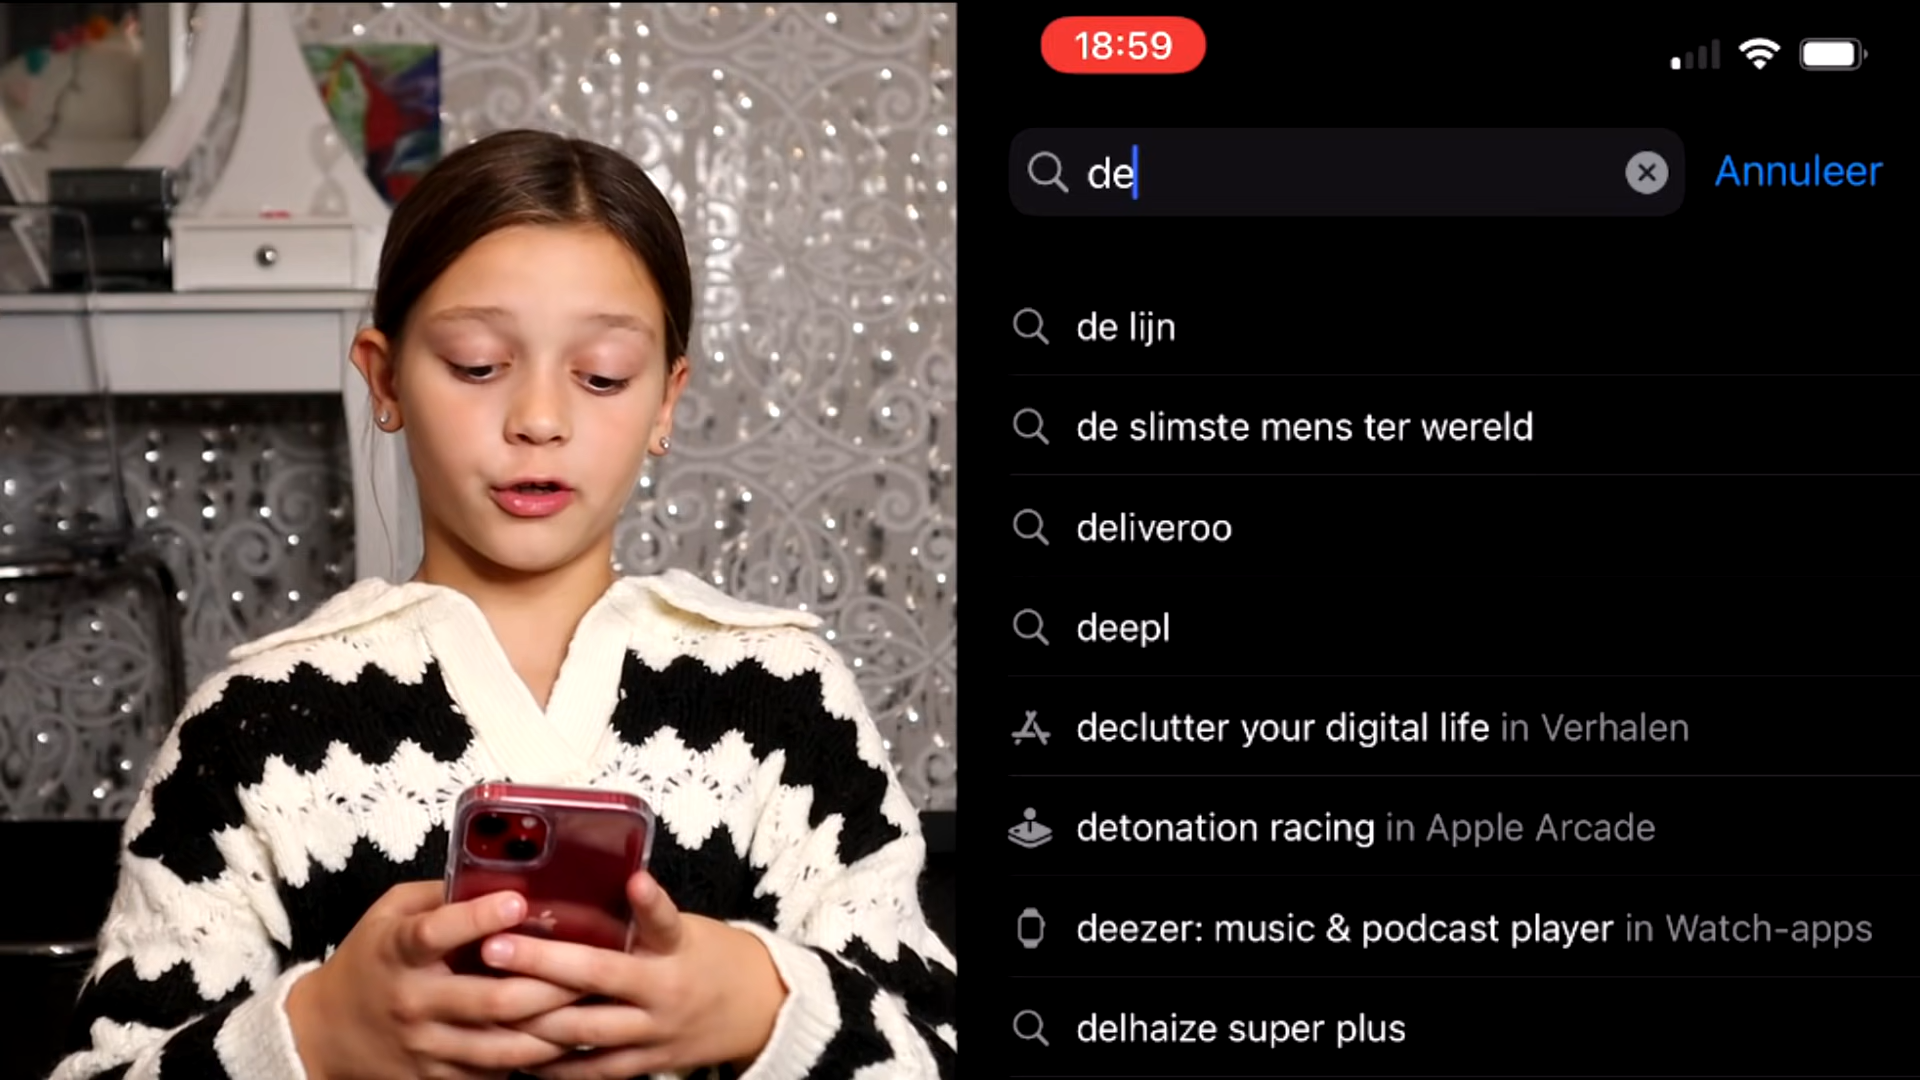 18:59
de
Annuleer
de lijn
de slimste mens ter wereld
deliveroo
deepl
declutter your digital life in Verhalen
detonation racing in Apple Arcade
deezer: music & podcast player in Watch-apps
delhaize super plus